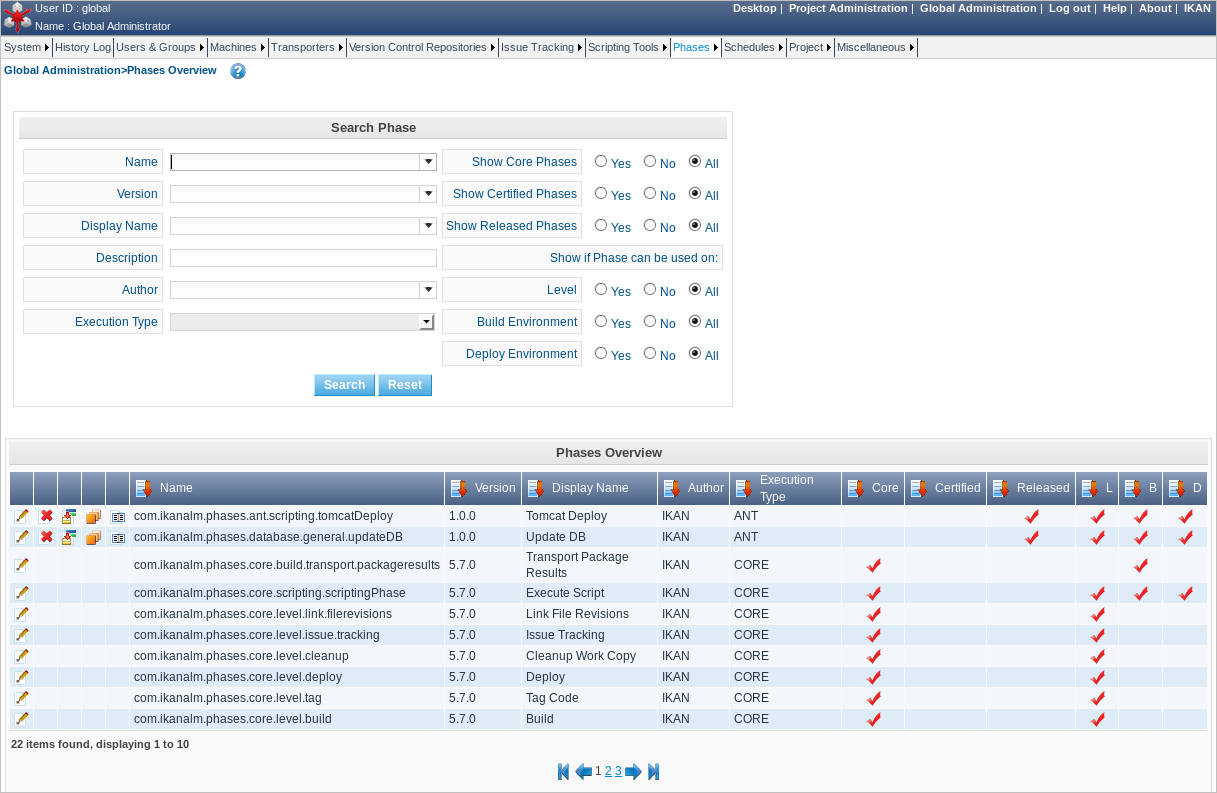 User ID : global
Desktop | Project Administration | Global Administration | Log out | Help | About | IKAN
Name : Global Administrator
System History Log Users & Groups Machines Transporters Version Control Repositories Issue Tracking Scripting Tools Phases Schedules Project Miscellaneous
Global Administration>Phases Overview ?
Search Phase
Name Show Core Phases Yes No All
Version Show Certified Phases Yes No All
Display Name Show Released Phases Yes No All
Description Show if Phase can be used on:
Author Level Yes No All
Execution Type Build Environment Yes No All
Deploy Environment Yes No All
Search Reset
Phases Overview
Name Version Display Name Author Execution Type Core Certified Released L B D
com.ikanalm.phases.ant.scripting.tomcatDeploy 1.0.0 Tomcat Deploy IKAN ANT
com.ikanalm.phases.database.general.updateDB 1.0.0 Update DB IKAN ANT
com.ikanalm.phases.core.build.transport.packageresults 5.7.0 Transport Package Results IKAN CORE
com.ikanalm.phases.core.scripting.scriptingPhase 5.7.0 Execute Script IKAN CORE
com.ikanalm.phases.core.level.link.filerevisions 5.7.0 Link File Revisions IKAN CORE
com.ikanalm.phases.core.level.issue.tracking 5.7.0 Issue Tracking IKAN CORE
com.ikanalm.phases.core.level.cleanup 5.7.0 Cleanup Work Copy IKAN CORE
com.ikanalm.phases.core.level.deploy 5.7.0 Deploy IKAN CORE
com.ikanalm.phases.core.level.tag 5.7.0 Tag Code IKAN CORE
com.ikanalm.phases.core.level.build 5.7.0 Build IKAN CORE
22 items found, displaying 1 to 10
1 2 3